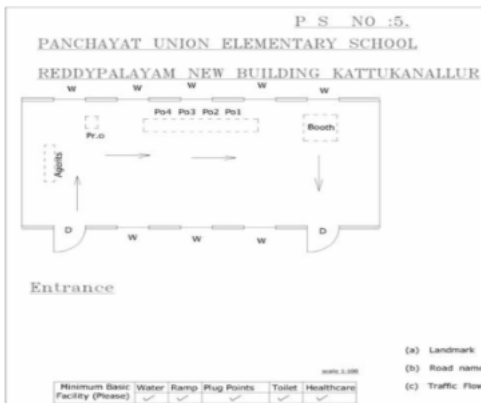 P S NO :5.
PANCHAYAT UNION ELEMENTARY SCHOOL
REDDYPALAYAM NEW BUILDING KATTUKANALLUR
W W W W W
Po4 Po3 Po2 Po1
Pr.o
Booth
Agents
D W W W D
Entrance
scale 1:100
Minimum Basic Facility (Please) Water Ramp Plug Points Toilet Healthcare
(a) Landmark
(b) Road name
(c) Traffic Flow